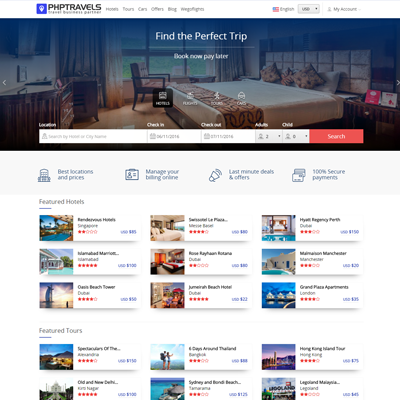 PHPTRAVELS
travel business partner
Hotels Tours Cars Offers Blog Wegoflights
English USD My Account
Find the Perfect Trip
Book now pay later
HOTELS FLIGHTS TOURS CARS
Location Check in Check out Adults Child
Search by Hotel or City Name 06/11/2016 07/11/2016 2 0 Search
Best locations and prices
Manage your billing online
Last minute deals & offers
100% Secure payments
Featured Hotels
Rendezvous Hotels
Singapore
USD $85
Swissotel Le Plaza...
Messe Basel
USD $80
Hyatt Regency Perth
Dubai
USD $150
Islamabad Marriott...
Islamabad
USD $100
Rose Rayhaan Rotana
Dubai
USD $80
Malmaison Manchester
Manchester
USD $20
Oasis Beach Tower
Dubai
USD $50
Jumeirah Beach Hotel
Dubai
USD $22
Grand Plaza Apartments
London
USD $35
Featured Tours
Spectaculars Of The...
Alexandria
USD $150
6 Days Around Thailand
Bangkok
USD $88
Hong Kong Island Tour
Hong Kong
USD $75
Old and New Delhi...
Kirti Nagar
USD $45
Sydney and Bondi Beach...
Tamarama
USD $125
Legoland Malaysia...
USD $45